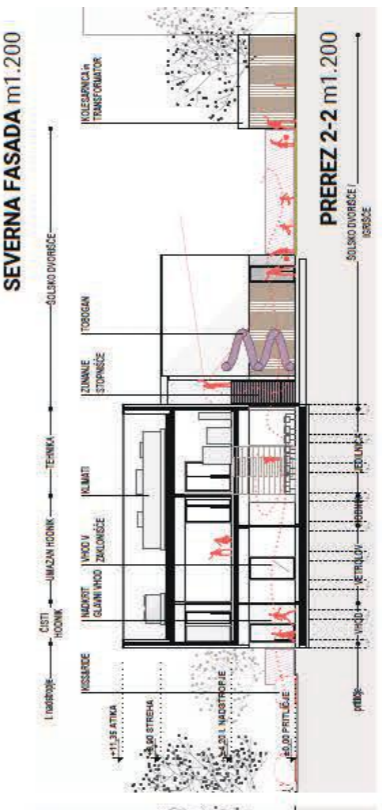 SEVERNA FASADA m1.200
I. nadstropje
ČISTI
HODNIK
UMAZAN HODNIK
TEHNIKA
ŠOLSKO DVORIŠČE
KISS&RIDE
NADKRIT
GLAVNI VHOD
VHOD V
ZAKLONIŠČE
KLIMATI
ZUNANJE
STOPNIŠČE
TOBOGAN
KOLESARNICA in
TRANSFORMATOR
+11,35 ATIKA
STREHA
I. NADSTROPJE
±0,00 PRITLIČJE
pritličje
VHOD
VETROLOV
HODNIK
JEDILNICA
ŠOLSKO DVORIŠČE /
IGRIŠČE
PREREZ 2-2 m1.200